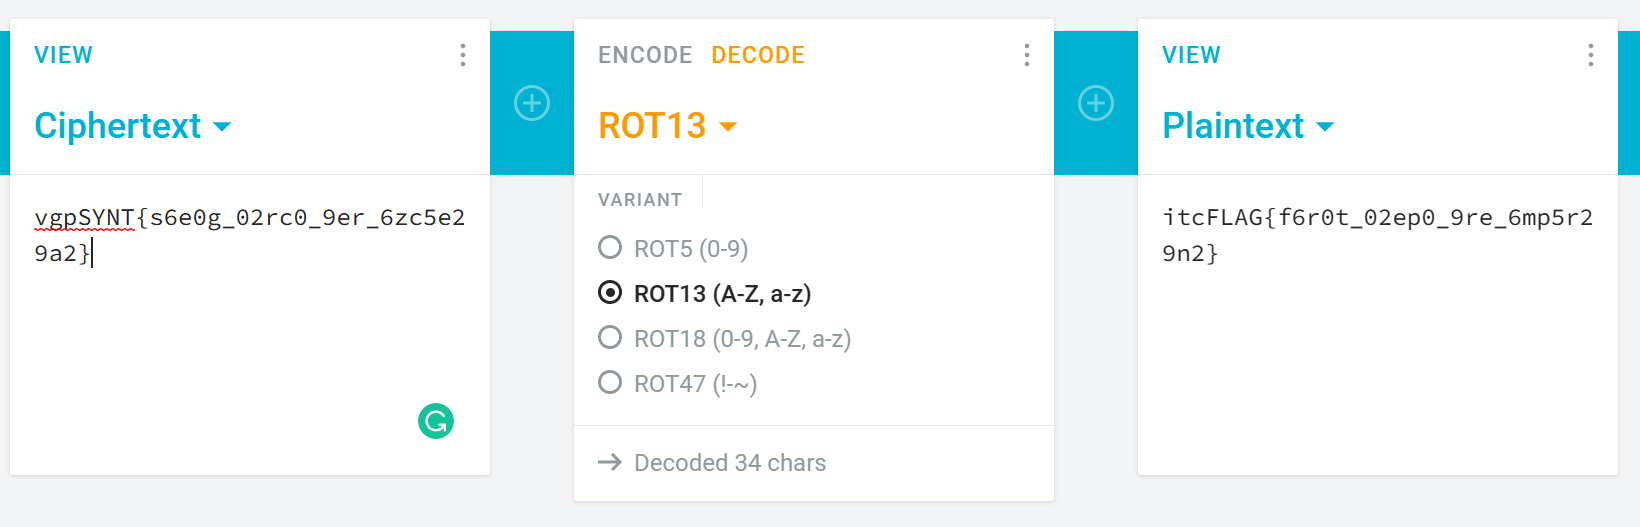 VIEW
Ciphertext
vgpSYNT{s6e0g_02rc0_9er_6zc5e2
9a2}
ENCODE DECODE
ROT13
VARIANT
ROT5 (0-9)
ROT13 (A-Z, a-z)
ROT18 (0-9, A-Z, a-z)
ROT47 (!-~)
→ Decoded 34 chars
VIEW
Plaintext
itcFLAG{f6r0t_02ep0_9re_6mp5r2
9n2}